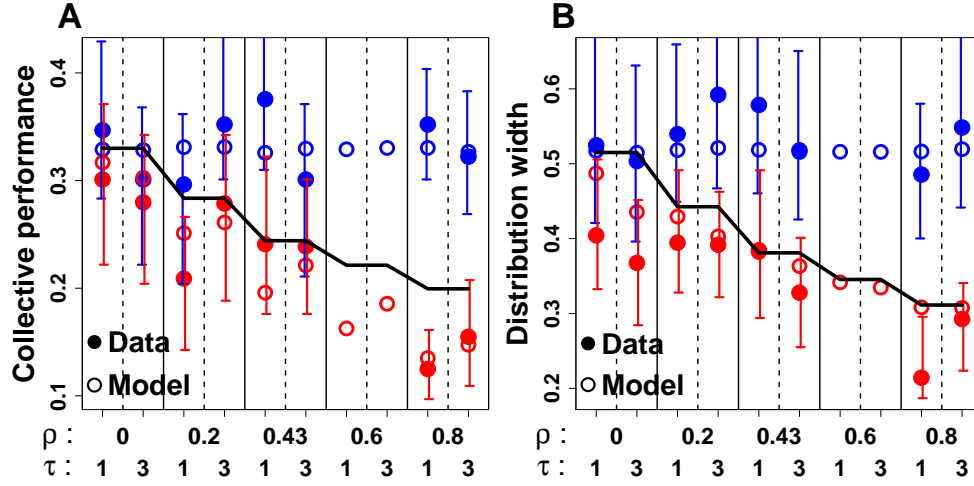 A
Collective performance
0.4
0.3
0.2
0.1
Data
Model
ρ : 0 0.2 0.43 0.6 0.8
τ : 1 3 1 3 1 3 1 3 1 3
B
Distribution width
0.6
0.5
0.4
0.3
0.2
Data
Model
ρ : 0 0.2 0.43 0.6 0.8
τ : 1 3 1 3 1 3 1 3 1 3